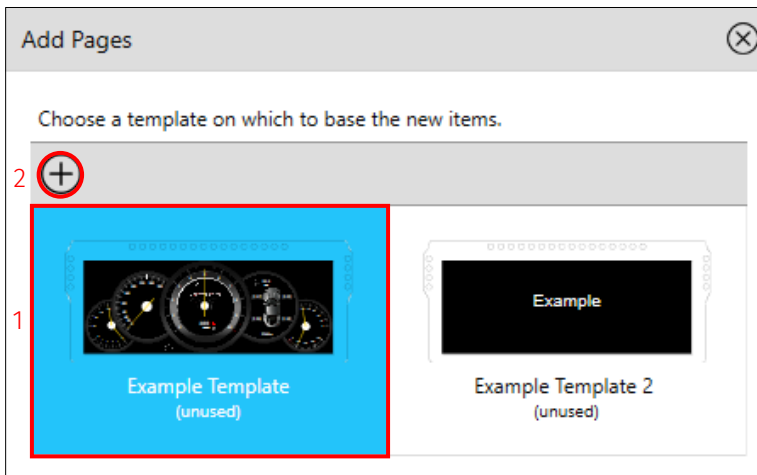 Add Pages
Choose a template on which to base the new items.
2
1
Example
Example Template
(unused)
Example Template 2
(unused)